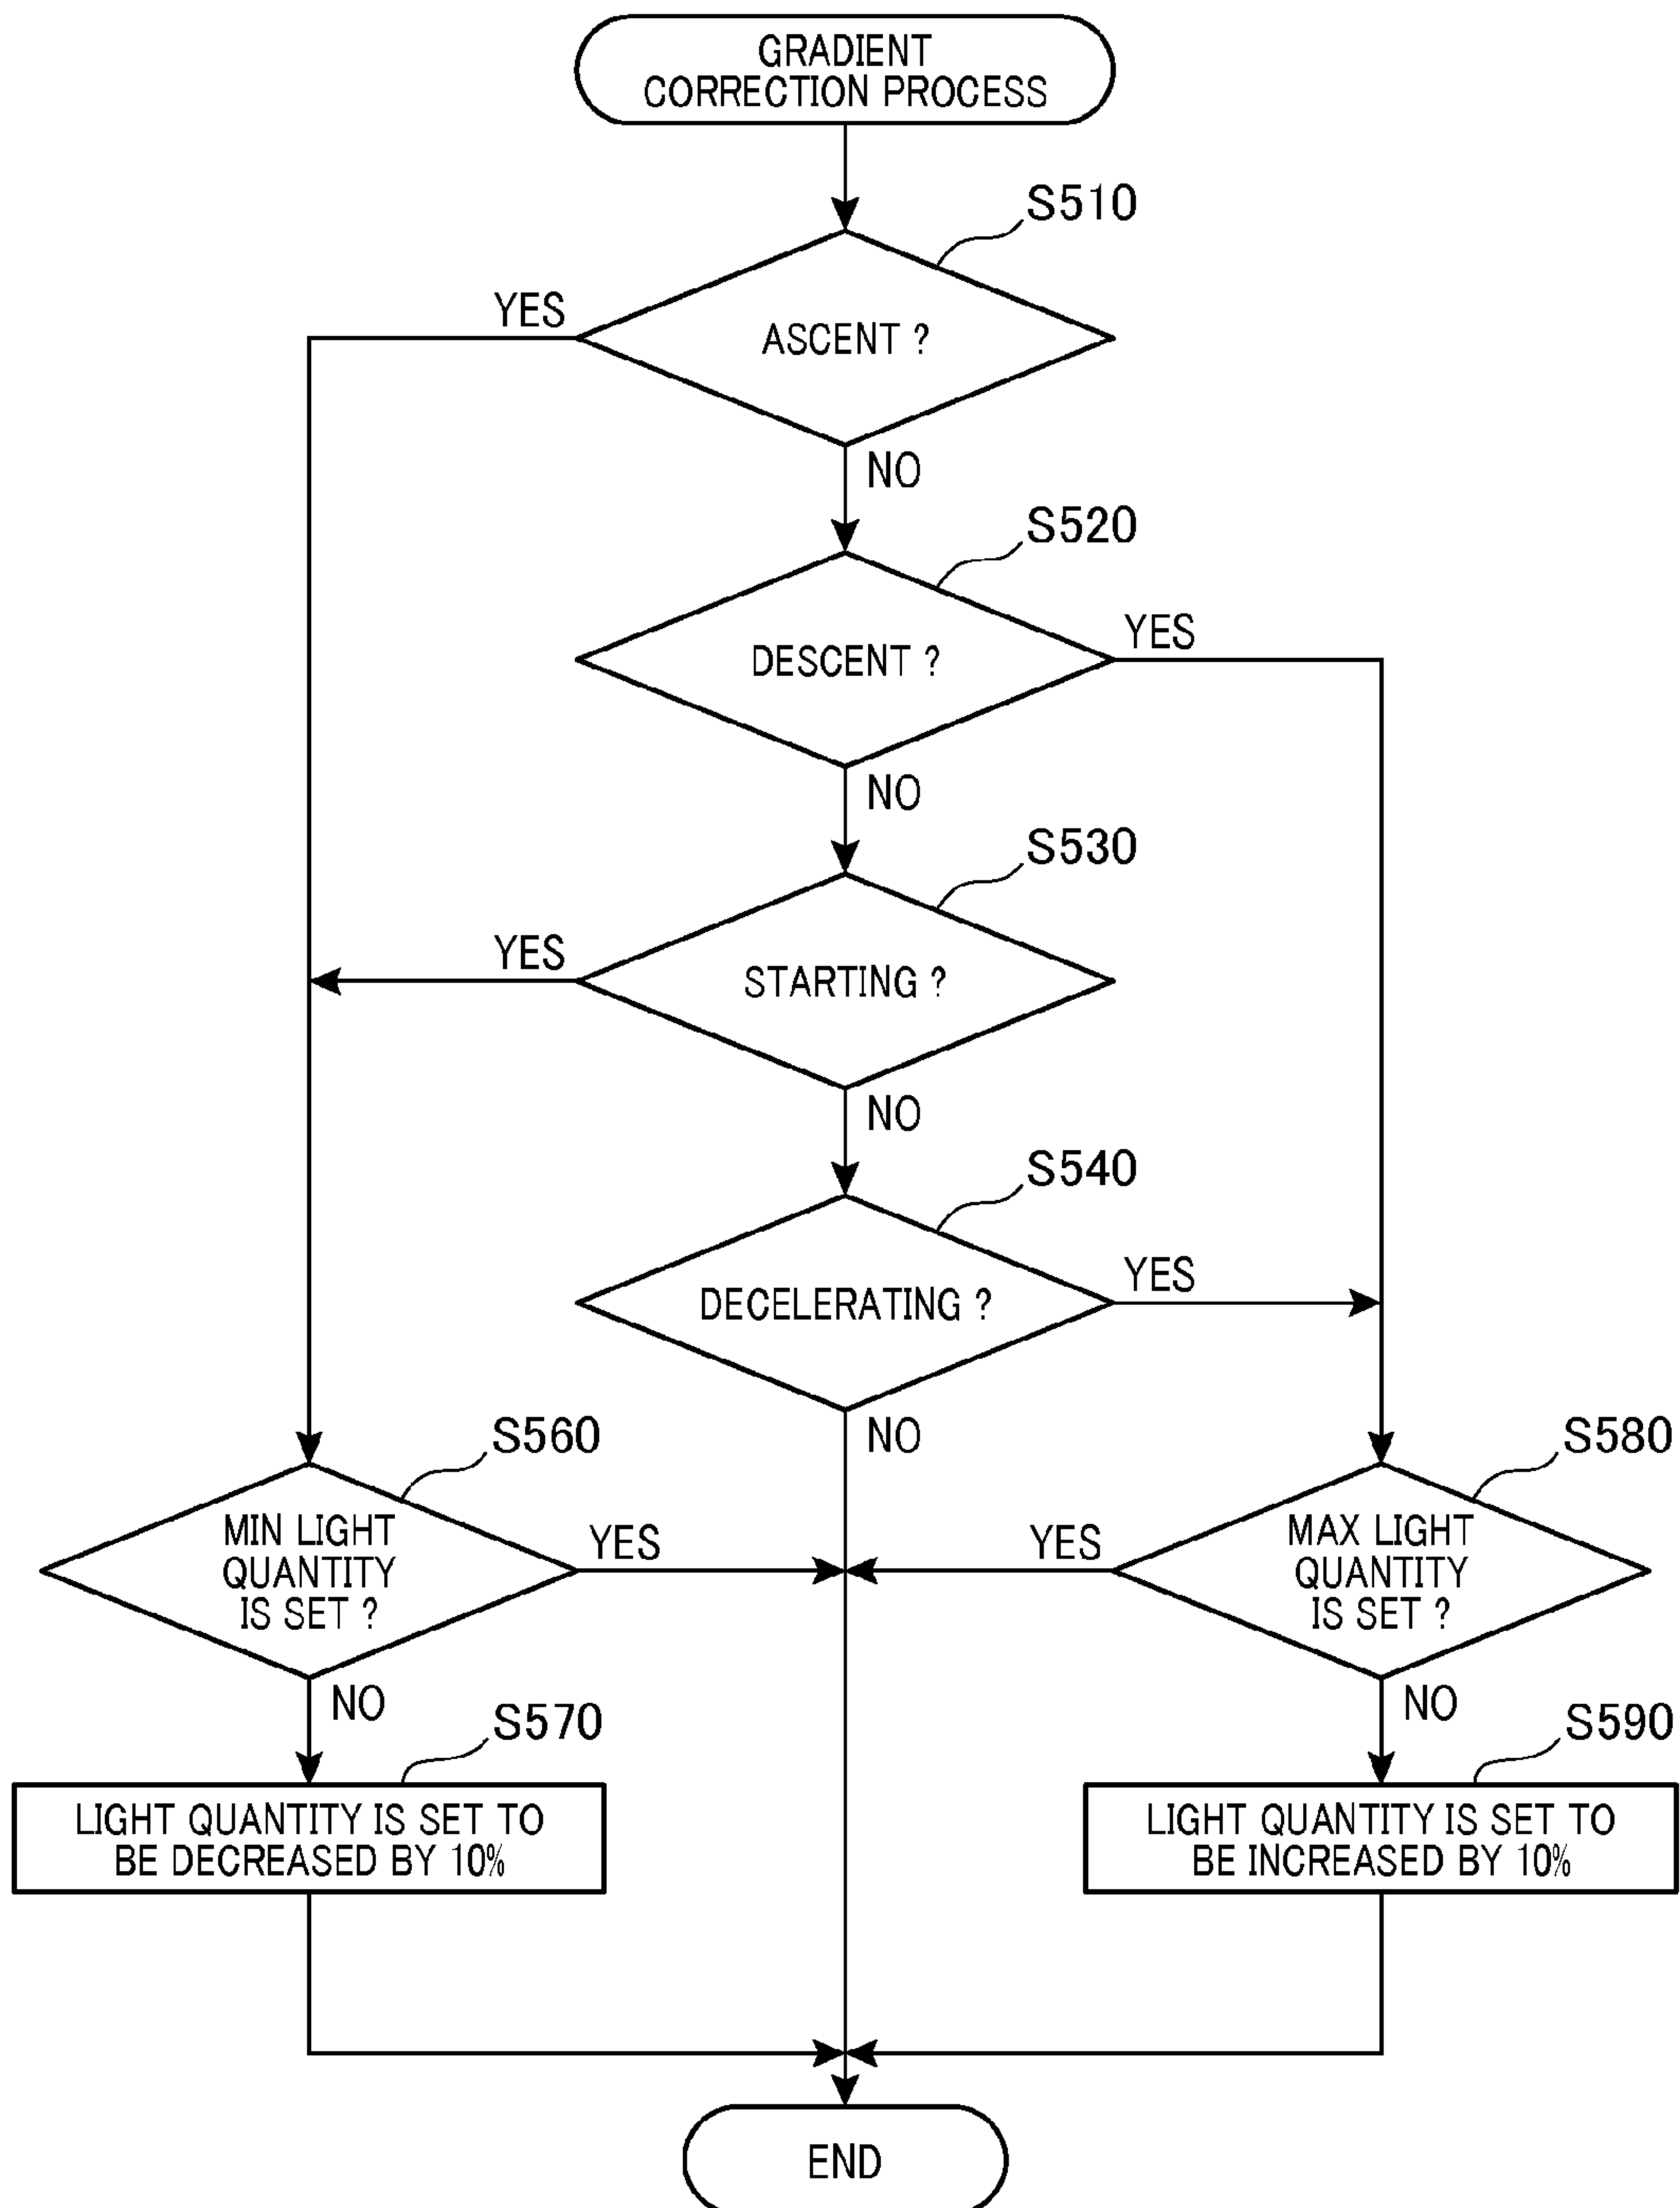 GRADIENT
CORRECTION PROCESS
S510
YES
ASCENT ?
NO
S520
YES
DESCENT ?
NO
S530
YES
STARTING ?
NO
S540
YES
DECELERATING ?
NO
S560
S580
MIN LIGHT
QUANTITY
IS SET ?
YES
YES
MAX LIGHT
QUANTITY
IS SET ?
NO
NO
S570
S590
LIGHT QUANTITY IS SET TO
BE DECREASED BY 10%
LIGHT QUANTITY IS SET TO
BE INCREASED BY 10%
END